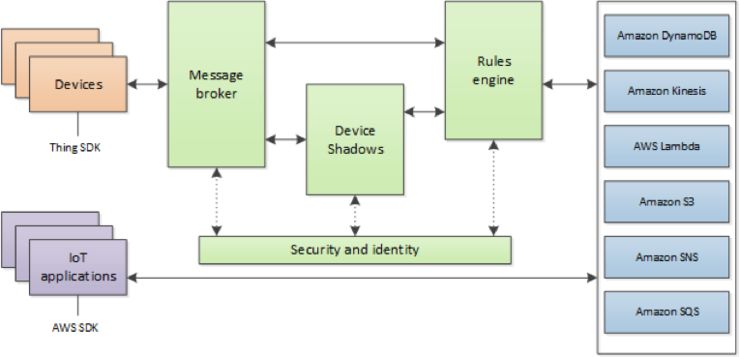 Devices
Thing SDK
Message
broker
Device
Shadows
Rules
engine
Security and identity
IoT
applications
AWS SDK
Amazon DynamoDB
Amazon Kinesis
AWS Lambda
Amazon S3
Amazon SNS
Amazon SQS